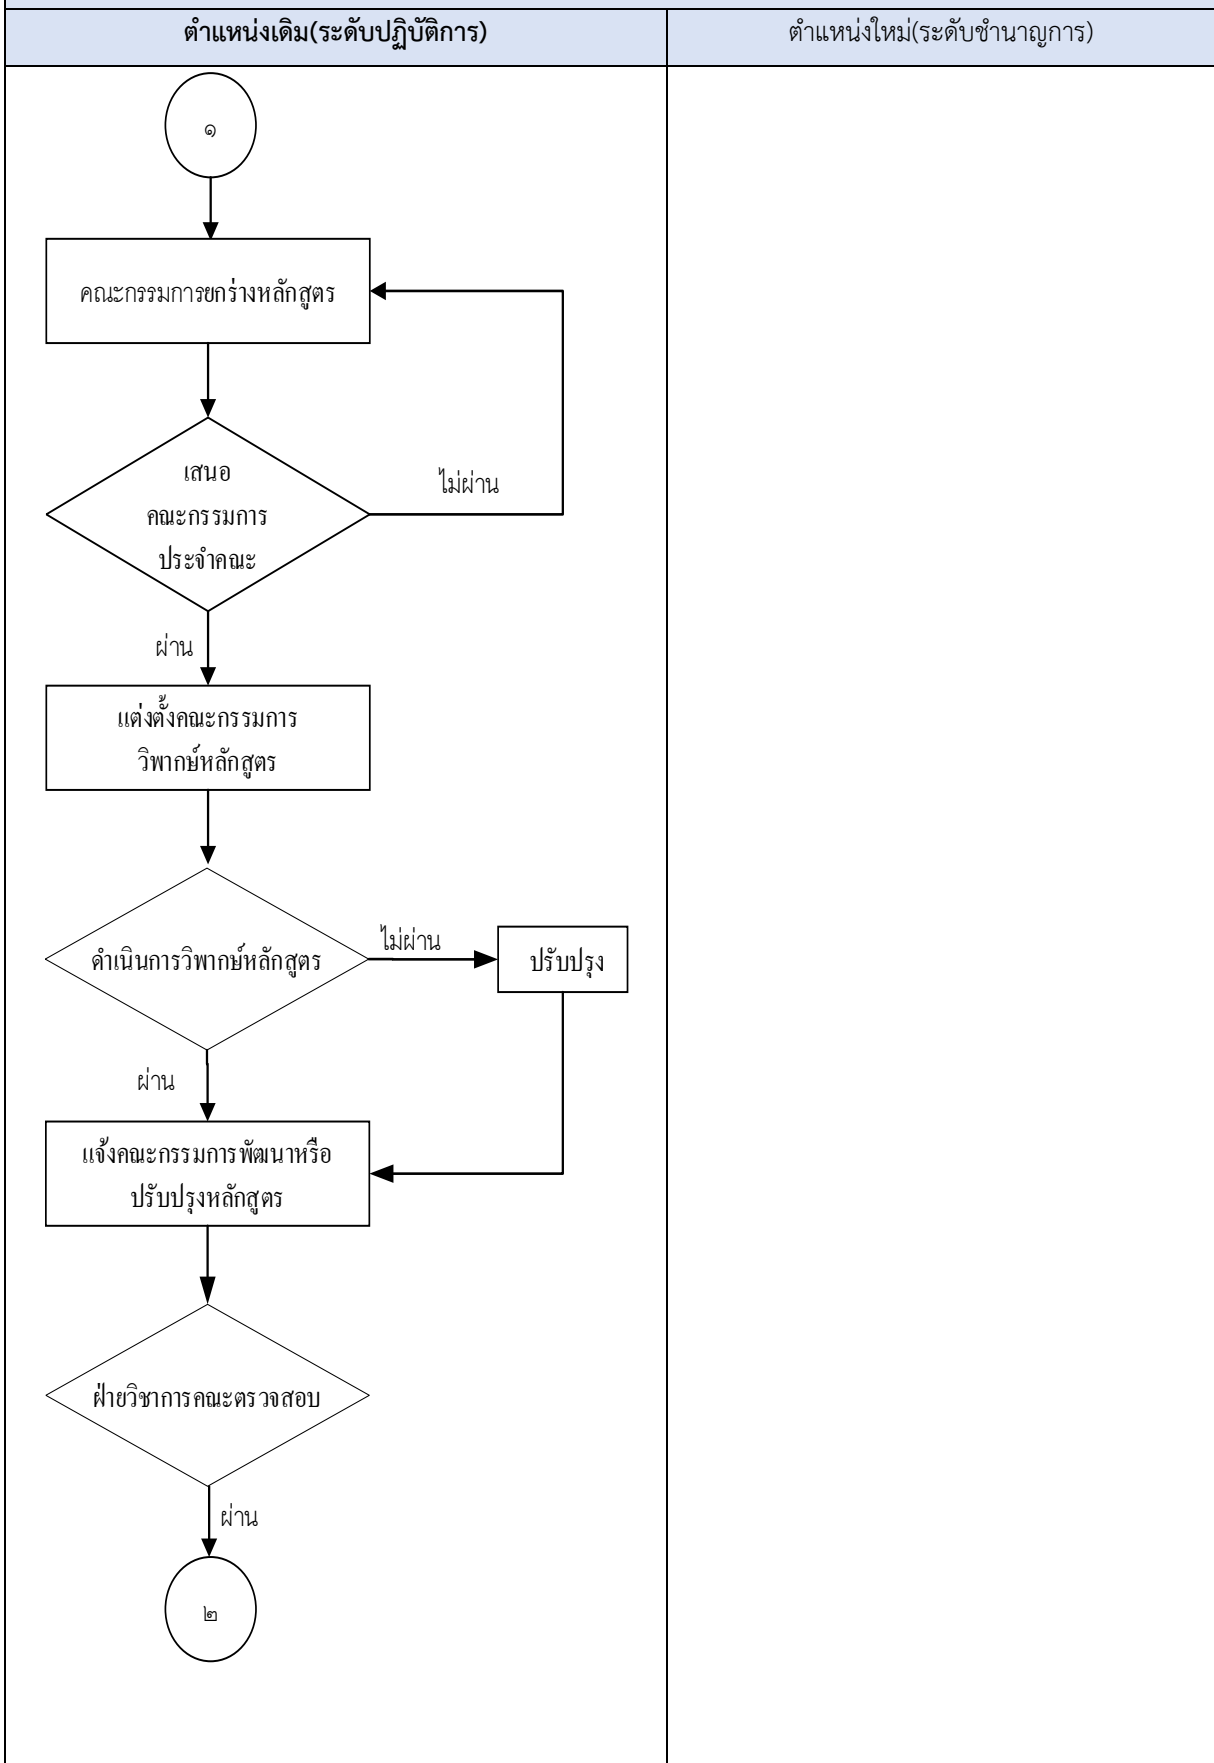 ตำแหน่งเดิม(ระดับปฏิบัติการ)
ตำแหน่งใหม่(ระดับชำนาญการ)
๑
คณะกรรมการยกร่างหลักสูตร
เสนอ
คณะกรรมการ
ประจำคณะ
ไม่ผ่าน
ผ่าน
แต่งตั้งคณะกรรมการ
วิพากษ์หลักสูตร
ดำเนินการวิพากษ์หลักสูตร
ไม่ผ่าน
ปรับปรุง
ผ่าน
แจ้งคณะกรรมการพัฒนาหรือ
ปรับปรุงหลักสูตร
ฝ่ายวิชาการคณะตรวจสอบ
ผ่าน
๒